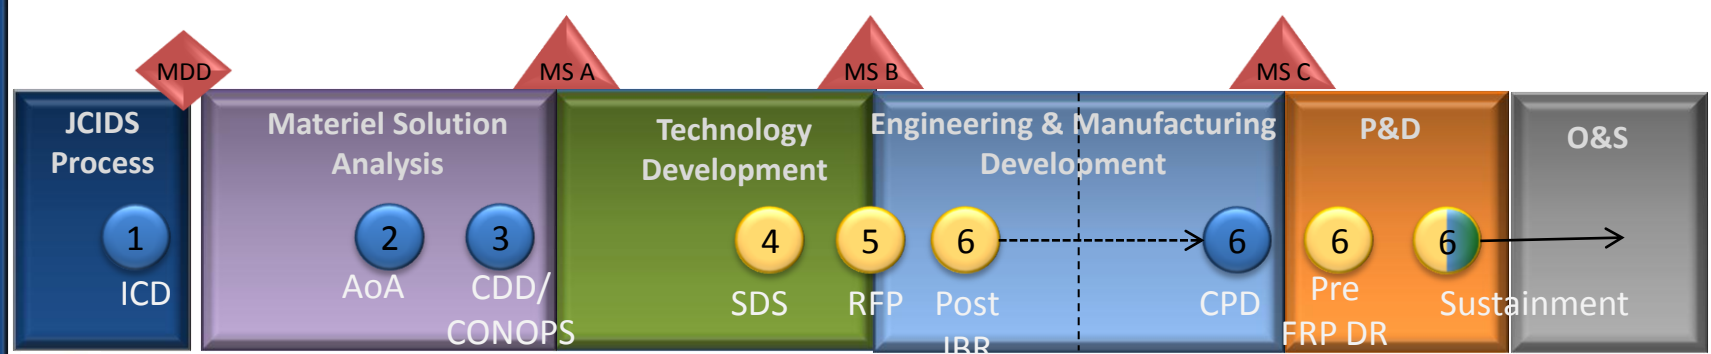 MDD
MS A
MS B
MS C
JCIDS
Process
Materiel Solution
Analysis
Technology
Development
Engineering & Manufacturing
Development
P&D
O&S
1
2
3
4
5
6
6
6
6
ICD
AoA
CDD/
CONOPS
SDS
RFP
Post
IBR
CPD
Pre
FRP DR
Sustainment